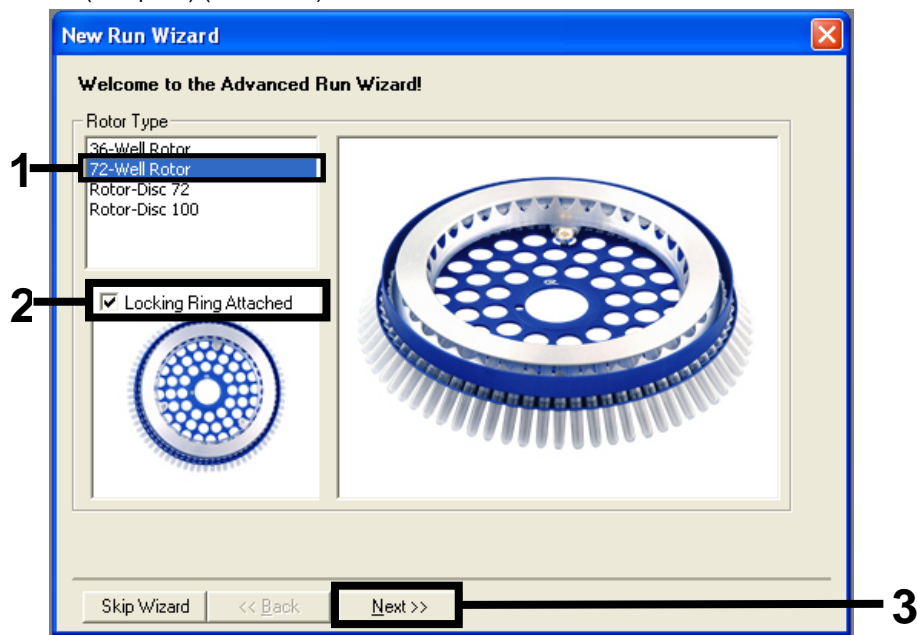 New Run Wizard
Welcome to the Advanced Run Wizard!
Rotor Type
36-Well Rotor
1
72-Well Rotor
Rotor-Disc 72
Rotor-Disc 100
2
Locking Ring Attached
Skip Wizard
<< Back
Next >>
3